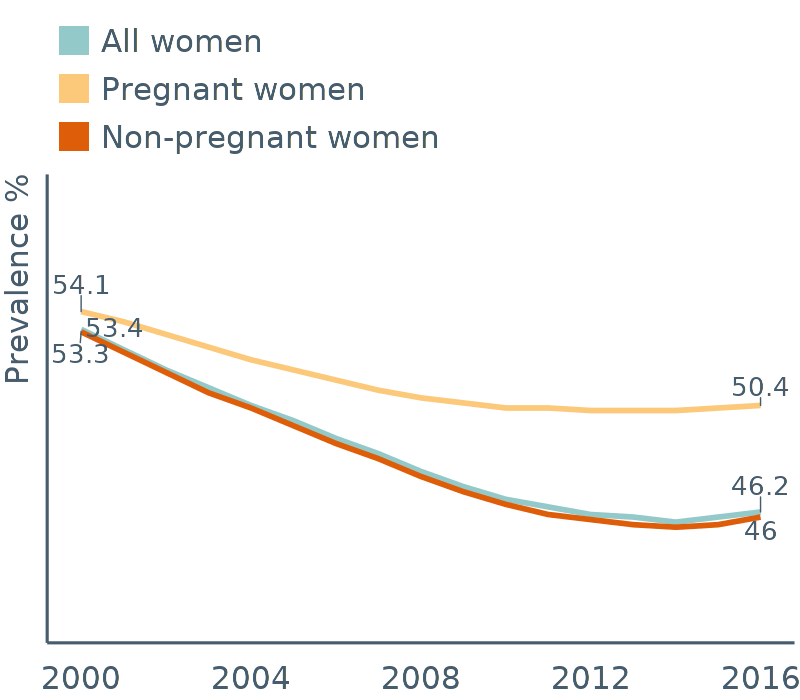 All women
Pregnant women
Non-pregnant women
Prevalence %
54.1
53.4
53.3
50.4
46.2
46
2000 2004 2008 2012 2016